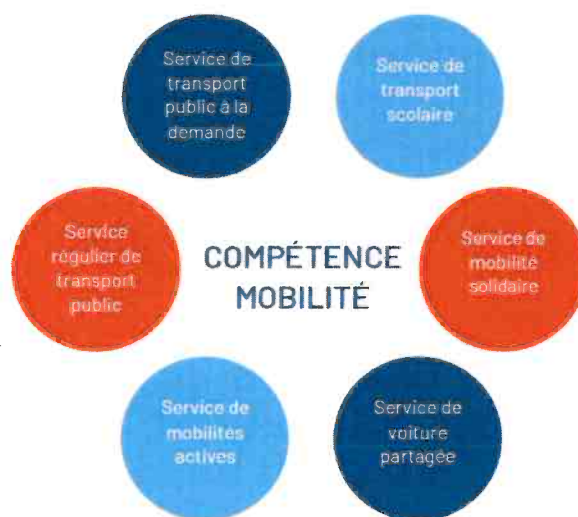 Service de
transport
public à la
demande
Service de
transport
scolaire
Service
régulier de
transport
public
COMPÉTENCE
MOBILITÉ
Service de
mobilité
solidaire
Service de
mobilités
actives
Service de
voiture
partagée